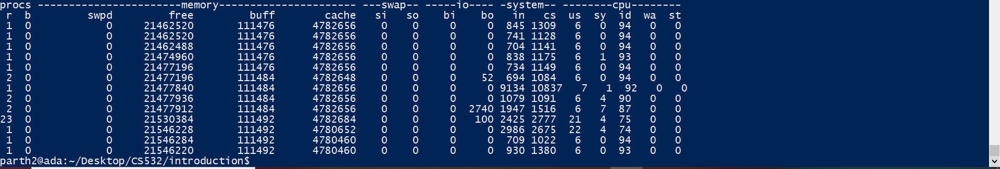 procs -----------------------memory---------------------- ---swap-- -----io---- -system-- --------cpu--------
 r  b         swpd         free         buff        cache   si   so    bi    bo   in   cs  us  sy  id  wa  st
 1  0            0     21462520       111476      4782656    0    0     0     0  845 1309   6   0  94   0   0
 1  0            0     21462520       111476      4782656    0    0     0     0  741 1128   6   0  94   0   0
 1  0            0     21462488       111476      4782656    0    0     0     0  704 1141   6   0  94   0   0
 1  0            0     21474960       111476      4782656    0    0     0     0  838 1175   6   1  93   0   0
 1  0            0     21477196       111476      4782656    0    0     0     0  734 1149   6   0  94   0   0
 2  0            0     21477196       111484      4782648    0    0     0    52  694 1084   6   0  94   0   0
 1  0            0     21477840       111484      4782656    0    0     0     0 9134 10837   7   1  92   0   0
 2  0            0     21477936       111484      4782656    0    0     0     0 1079 1091   6   4  90   0   0
 2  0            0     21477912       111484      4782656    0    0     0  2740 1947 1516   6   7  87   0   0
23  0            0     21530384       111492      4782684    0    0     0   100 2425 2777  21   4  75   0   0
 1  0            0     21546228       111492      4780652    0    0     0     0 2986 2675  22   4  74   0   0
 1  0            0     21546284       111492      4780460    0    0     0     0  709 1022   6   0  94   0   0
 1  0            0     21546220       111492      4780460    0    0     0     0  930 1380   6   0  93   0   0
parth2@ada:~/Desktop/CS532/introduction$